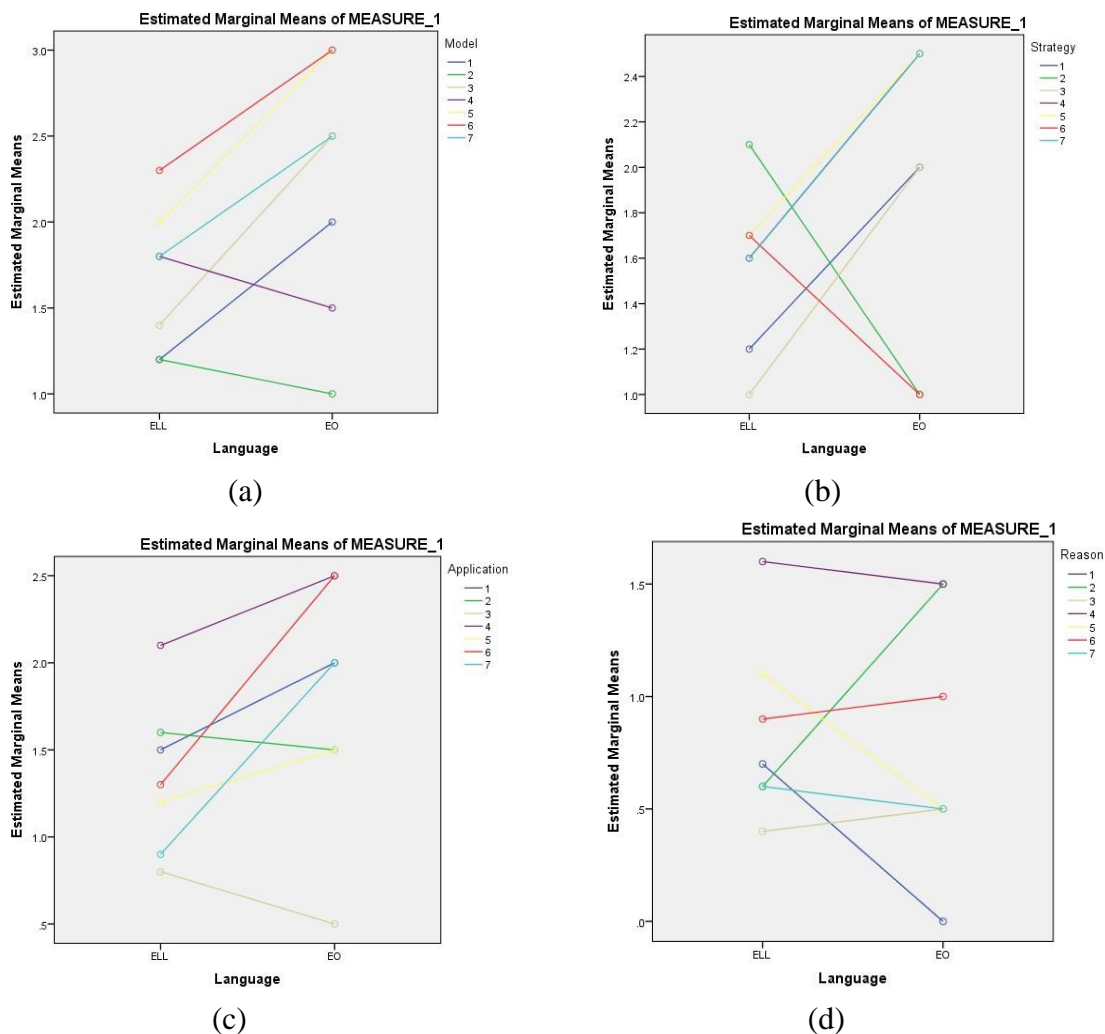 Estimated Marginal Means of MEASURE_1
Model
1
2
3
4
5
6
7
Estimated Marginal Means
3.0
2.5
2.0
1.5
1.0
ELL
EO
Language
(a)
Estimated Marginal Means of MEASURE_1
Strategy
1
2
3
4
5
6
7
Estimated Marginal Means
2.4
2.2
2.0
1.8
1.6
1.4
1.2
1.0
ELL
EO
Language
(b)
Estimated Marginal Means of MEASURE_1
Application
1
2
3
4
5
6
7
Estimated Marginal Means
2.5
2.0
1.5
1.0
.5
ELL
EO
Language
(c)
Estimated Marginal Means of MEASURE_1
Reason
1
2
3
4
5
6
7
Estimated Marginal Means
1.5
1.0
.5
.0
ELL
EO
Language
(d)